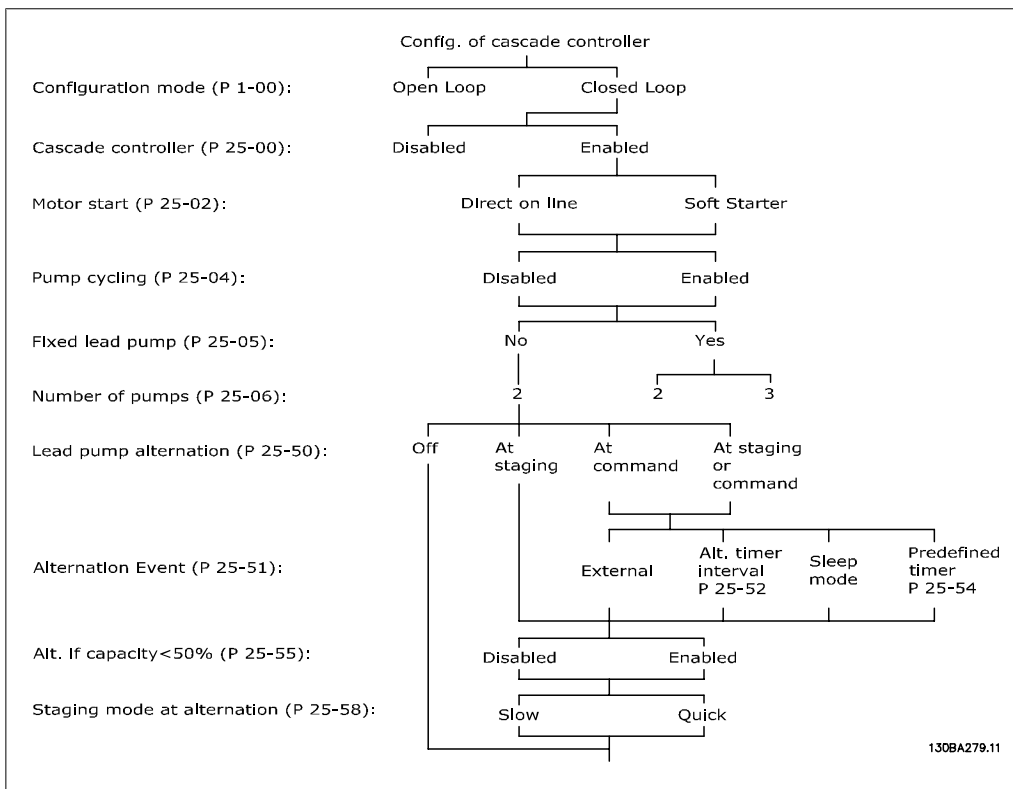 Config. of cascade controller
Configuration mode (P 1-00): Open Loop Closed Loop
Cascade controller (P 25-00): Disabled Enabled
Motor start (P 25-02): Direct on line Soft Starter
Pump cycling (P 25-04): Disabled Enabled
Fixed lead pump (P 25-05): No Yes
Number of pumps (P 25-06): 2 2 3
Lead pump alternation (P 25-50): Off At staging At command At staging or command
Alternation Event (P 25-51): External Alt. timer interval P 25-52 Sleep mode Predefined timer P 25-54
Alt. if capacity<50% (P 25-55): Disabled Enabled
Staging mode at alternation (P 25-58): Slow Quick
130BA279.11